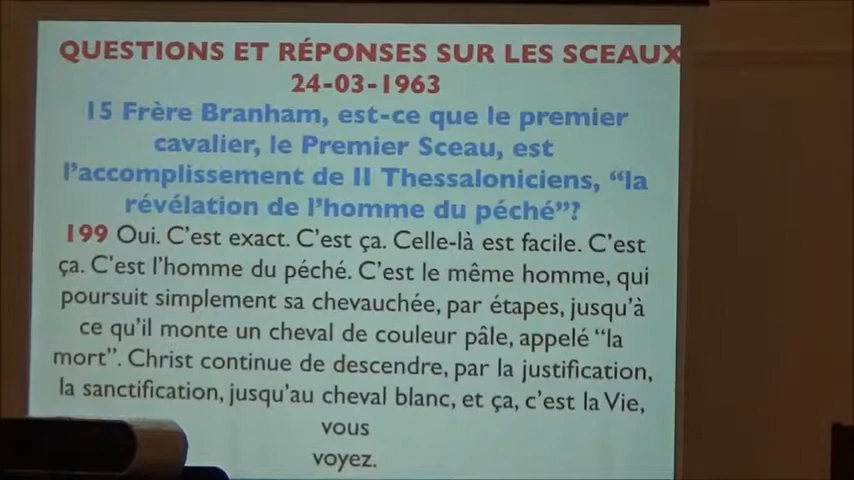 QUESTIONS ET RÉPONSES SUR LES SCEAUX
24-03-1963
15 Frère Branham, est-ce que le premier
cavalier, le Premier Sceau, est
l'accomplissement de II Thessaloniciens, “la
révélation de l'homme du péché”?
199 Oui. C'est exact. C'est ça. Celle-là est facile. C'est
ça. C'est l'homme du péché. C'est le même homme, qui
poursuit simplement sa chevauchée, par étapes, jusqu'à
ce qu'il monte un cheval de couleur pâle, appelé “la
mort”. Christ continue de descendre, par la justification,
la sanctification, jusqu'au cheval blanc, et ça, c'est la Vie,
vous
voyez.